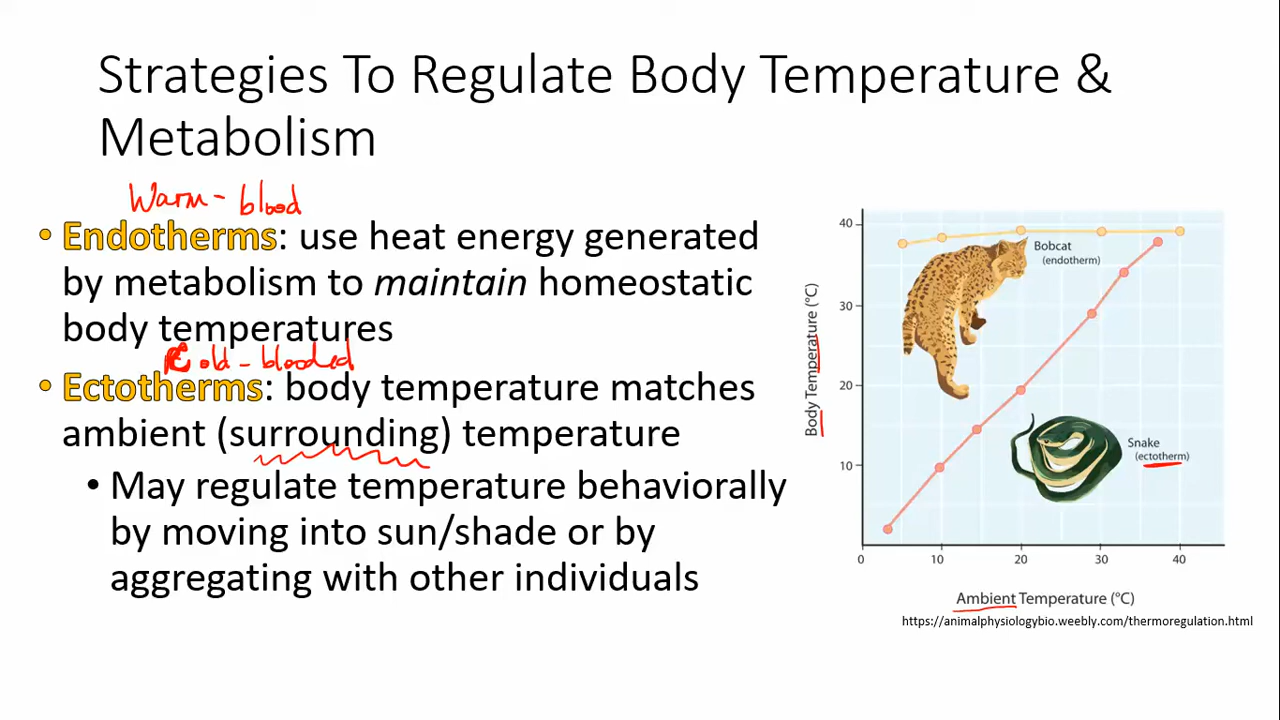 Strategies To Regulate Body Temperature &
Metabolism
Warm - blood
• Endotherms: use heat energy generated
by metabolism to maintain homeostatic
body temperatures
Cold - blooded
• Ectotherms: body temperature matches
ambient (surrounding) temperature
• May regulate temperature behaviorally
by moving into sun/shade or by
aggregating with other individuals
40
30
20
10
Body Temperature (°C)
Bobcat
(endotherm)
Snake
(ectotherm)
0 10 20 30 40
Ambient Temperature (°C)
https://animalphysiologybio.weebly.com/thermoregulation.html